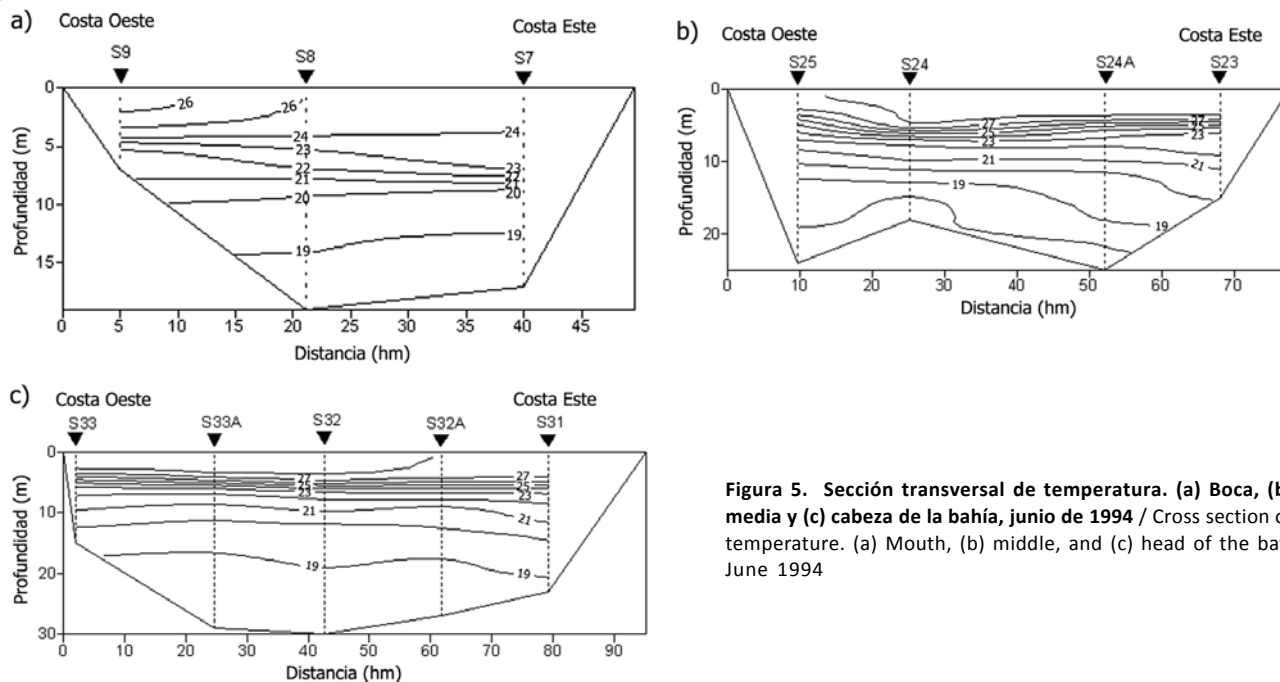 a)
Costa Oeste
Costa Este
S9
S8
S7
0
5
10
15
Profundidad (m)
26
26
24
24
23
23
22
22
21
21
20
20
19
19
0 5 10 15 20 25 30 35 40 45
Distancia (hm)
b)
Costa Oeste
Costa Este
S25
S24
S24A
S23
0
10
20
Profundidad (m)
27
23
21
19
27
23
21
19
0 10 20 30 40 50 60 70
Distancia (hm)
c)
Costa Oeste
Costa Este
S33
S33A
S32
S32A
S31
0
10
20
30
Profundidad (m)
27
23
21
19
27
25
23
21
19
0 10 20 30 40 50 60 70 80 90
Distancia (hm)
Figura 5. Sección transversal de temperatura. (a) Boca, (b
media y (c) cabeza de la bahía, junio de 1994 / Cross section o
temperature. (a) Mouth, (b) middle, and (c) head of the ba
June 1994